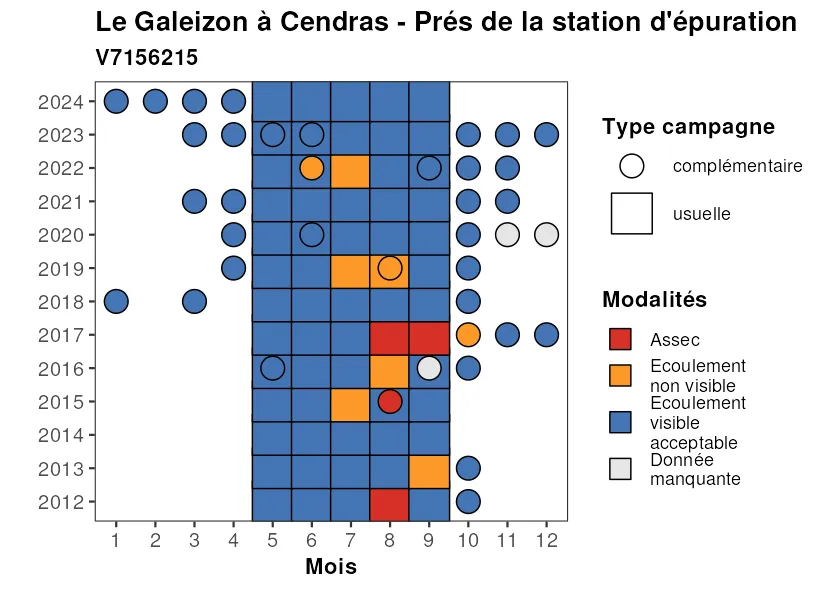 Le Galeizon à Cendras - Prés de la station d'épuration
V7156215
2024
2023
2022
2021
2020
2019
2018
2017
2016
2015
2014
2013
2012
1 2 3 4 5 6 7 8 9 10 11 12
Mois
Type campagne
complémentaire
usuelle
Modalités
Assec
Ecoulement
non visible
Ecoulement
visible
acceptable
Donnée
manquante